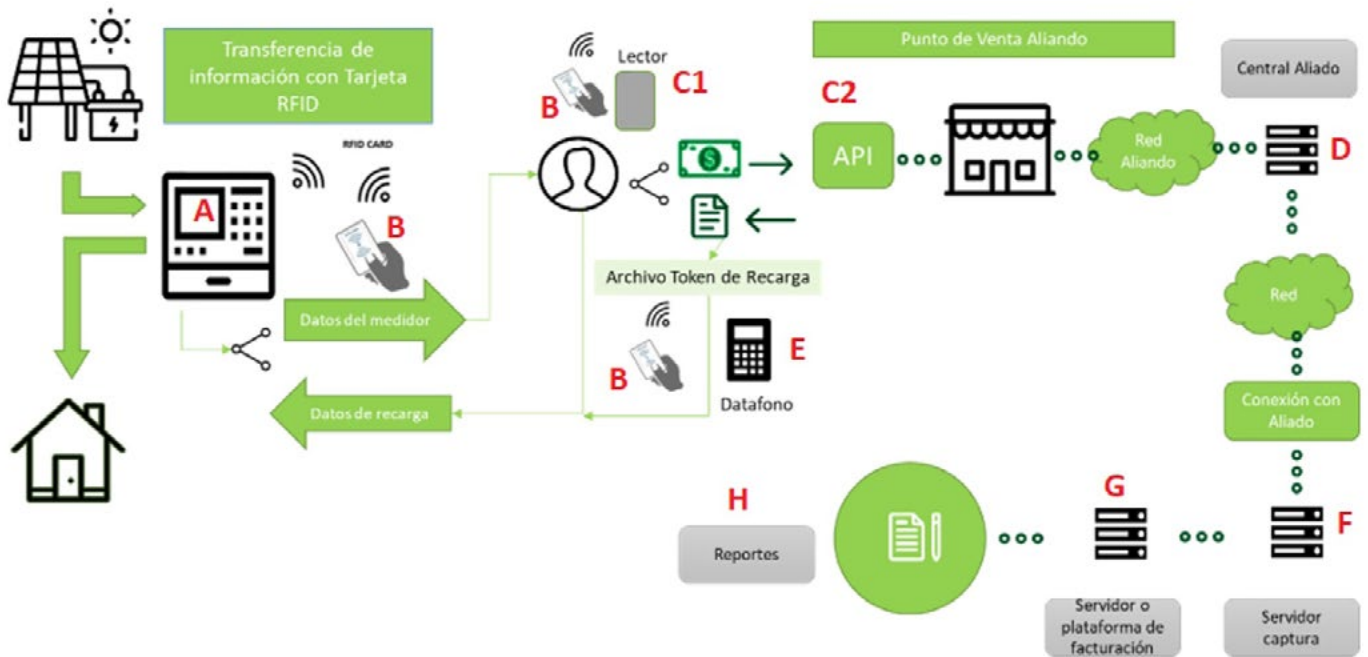 Transferencia de
información con Tarjeta
RFID
RFID CARD
A
B
Datos del medidor
Datos de recarga
B
Lector
C1
Archivo Token de Recarga
B
E
Datafono
Punto de Venta Aliando
C2
API
Red
Aliando
Central Aliado
D
Red
Conexión con
Aliado
F
Servidor
captura
G
Servidor o
plataforma de
facturación
H
Reportes